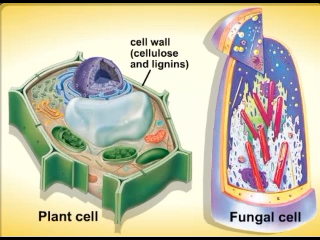 cell wall
(cellulose
and lignins)
Plant cell
Fungal cell